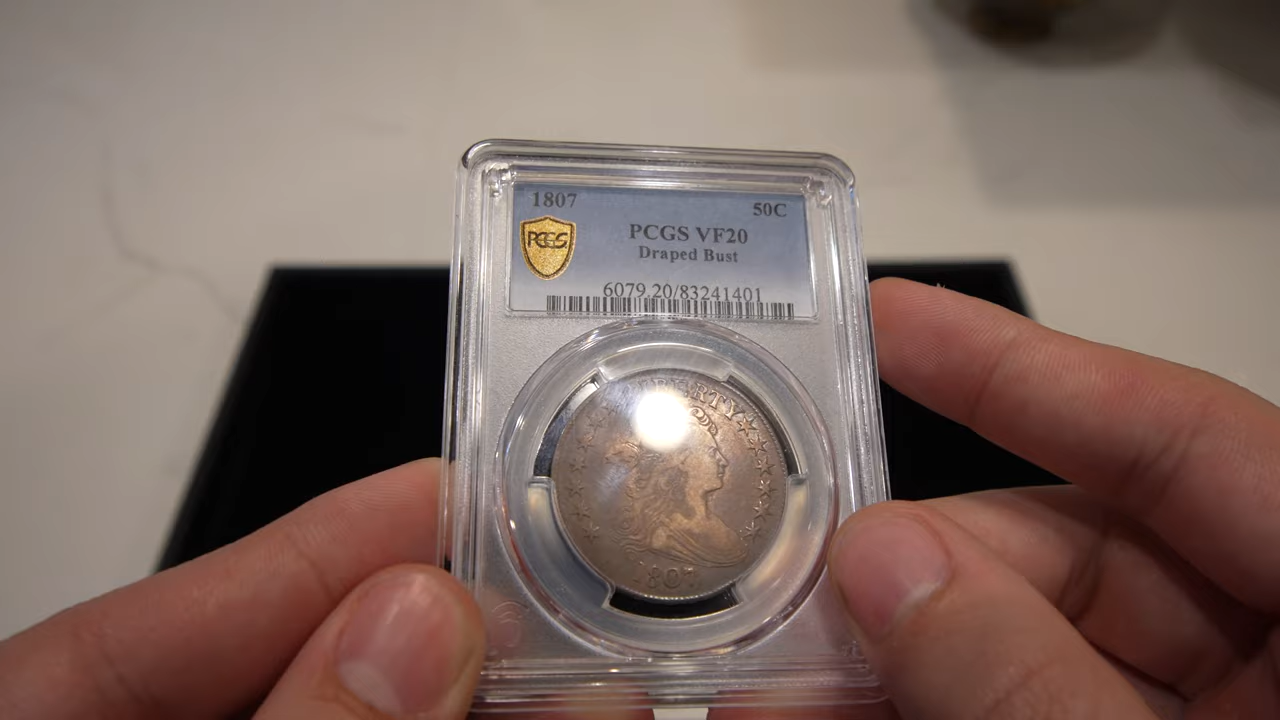 1807
50C
PCGS
PCGS VF20
Draped Bust
6079.20/83241401
LIBERTY
1807